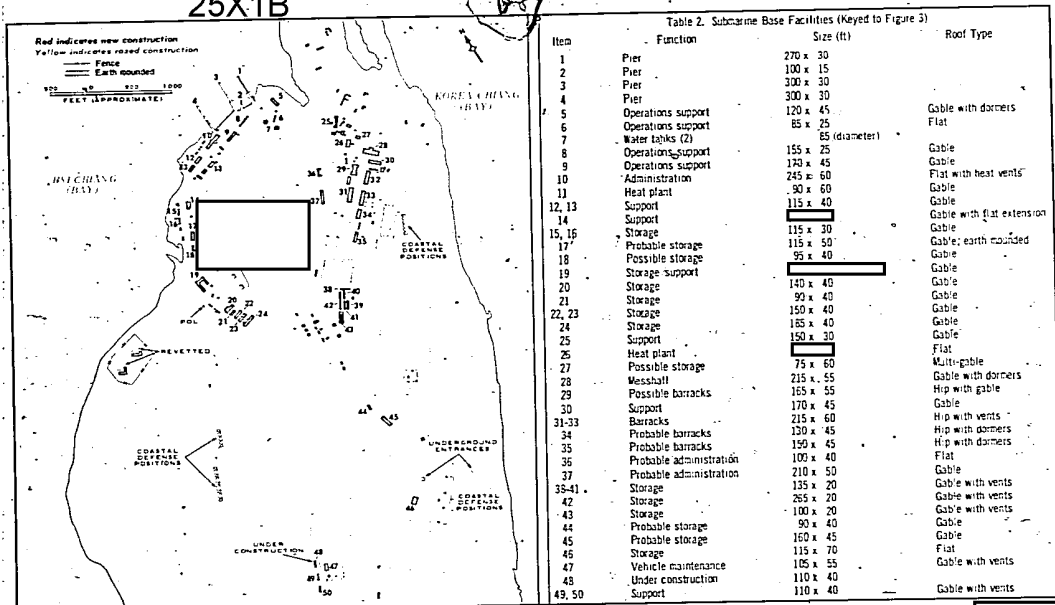 25X1B
Red indicates new construction
Yellow indicates razed construction
Fence
Earth mounded
500 0 500 1000
FEET (APPROXIMATE)
KOREA CHIANG
(BAY)
HSI CHIANG
(BAY)
COASTAL
DEFENSE
POSITIONS
POL
REVETTED
COASTAL
DEFENSE
POSITIONS
UNDERGROUND
ENTRANCES
COASTAL
DEFENSE
POSITIONS
UNDER
CONSTRUCTION
Table 2. Submarine Base Facilities (Keyed to Figure 3)
Item Function Size (ft) Roof Type
1 Pier 270 x 30
2 Pier 100 x 15
3 Pier 300 x 30
4 Pier 300 x 30
5 Operations support 120 x 45 Gable with dormers
6 Operations support 85 x 25 Flat
7 Water tanks (2) 85 (diameter)
8 Operations support 155 x 25 Gable
9 Operations support 170 x 45 Gable
10 Administration 245 x 60 Flat with heat vents
11 Heat plant 90 x 60 Gable
12, 13 Support 115 x 40 Gable
14 Support Gable with flat extension
15, 16 Storage 115 x 30 Gable
17 Probable storage 115 x 50 Gable; earth mounded
18 Possible storage 95 x 40 Gable
19 Storage support Gable
20 Storage 140 x 40 Gable
21 Storage 90 x 40 Gable
22, 23 Storage 150 x 40 Gable
24 Storage 165 x 40 Gable
25 Support 150 x 30 Gable
26 Heat plant Flat
27 Possible storage 75 x 60 Multi-gable
28 Messhall 215 x 55 Gable with dormers
29 Possible barracks 165 x 55 Hip with gable
30 Support 170 x 45 Gable
31-33 Barracks 215 x 60 Hip with vents
34 Probable barracks 130 x 45 Hip with dormers
35 Probable barracks 150 x 45 Hip with dormers
36 Probable administration 100 x 40 Flat
37 Probable administration 210 x 50 Gable
38-41 Storage 135 x 20 Gable with vents
42 Storage 265 x 20 Gable with vents
43 Storage 100 x 20 Gable with vents
44 Probable storage 90 x 40 Gable
45 Probable storage 160 x 45 Gable
46 Storage 115 x 70 Flat
47 Vehicle maintenance 105 x 55 Gable with vents
48 Under construction 110 x 40
49, 50 Support 110 x 40 Gable with vents